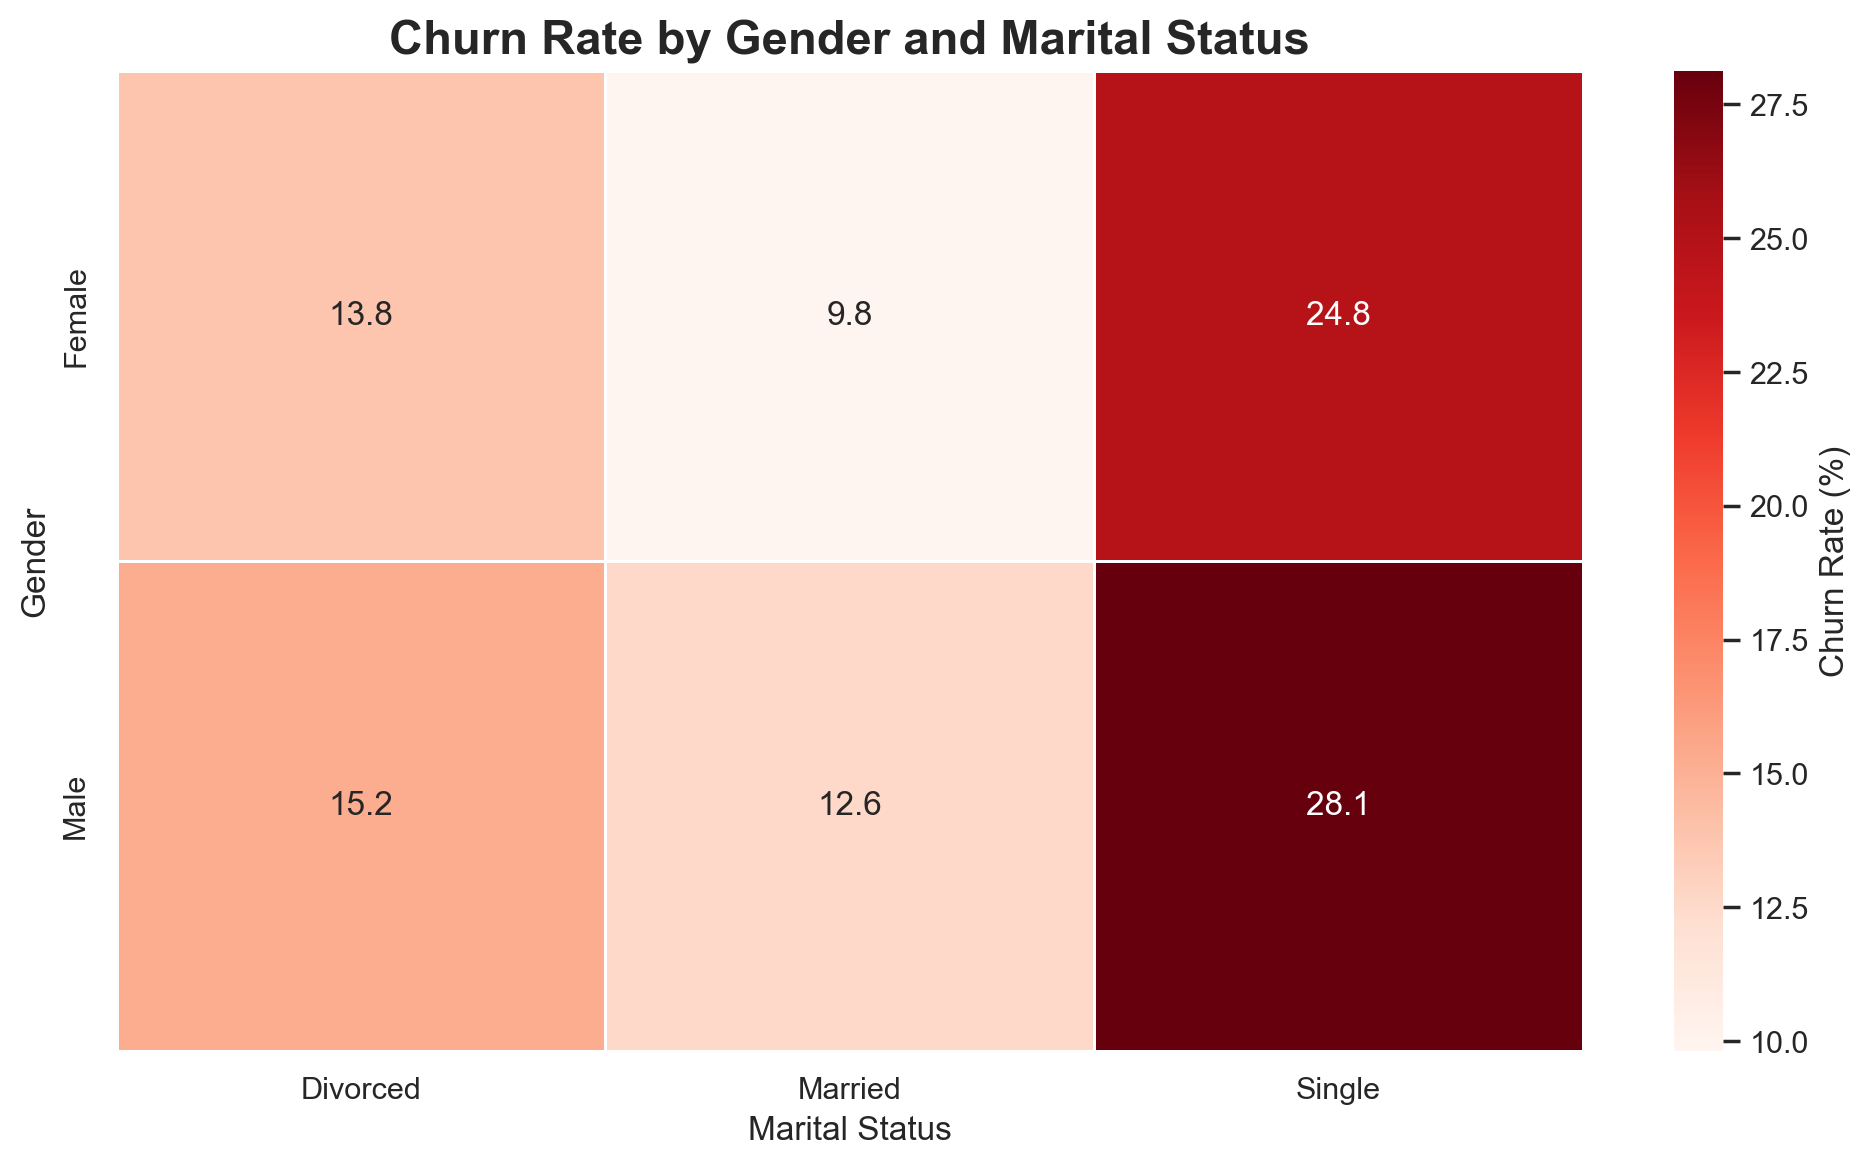 Churn Rate by Gender and Marital Status
Gender
Female
13.8
9.8
24.8
Male
15.2
12.6
28.1
Divorced
Married
Single
Marital Status
27.5
25.0
22.5
20.0
17.5
15.0
12.5
10.0
Churn Rate (%)